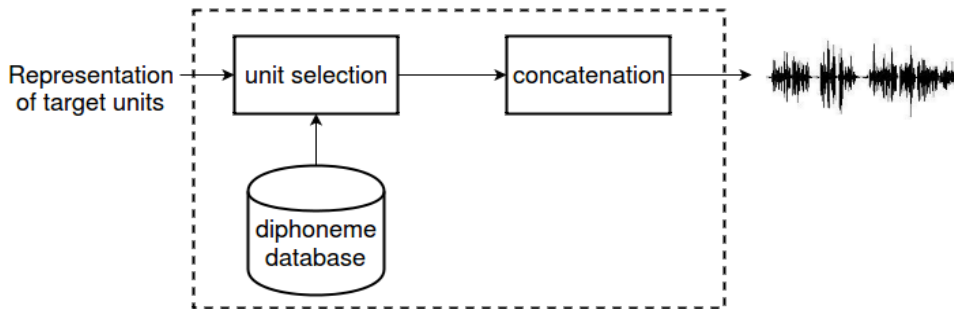 Representation
of target units
unit selection
concatenation
diphoneme
database